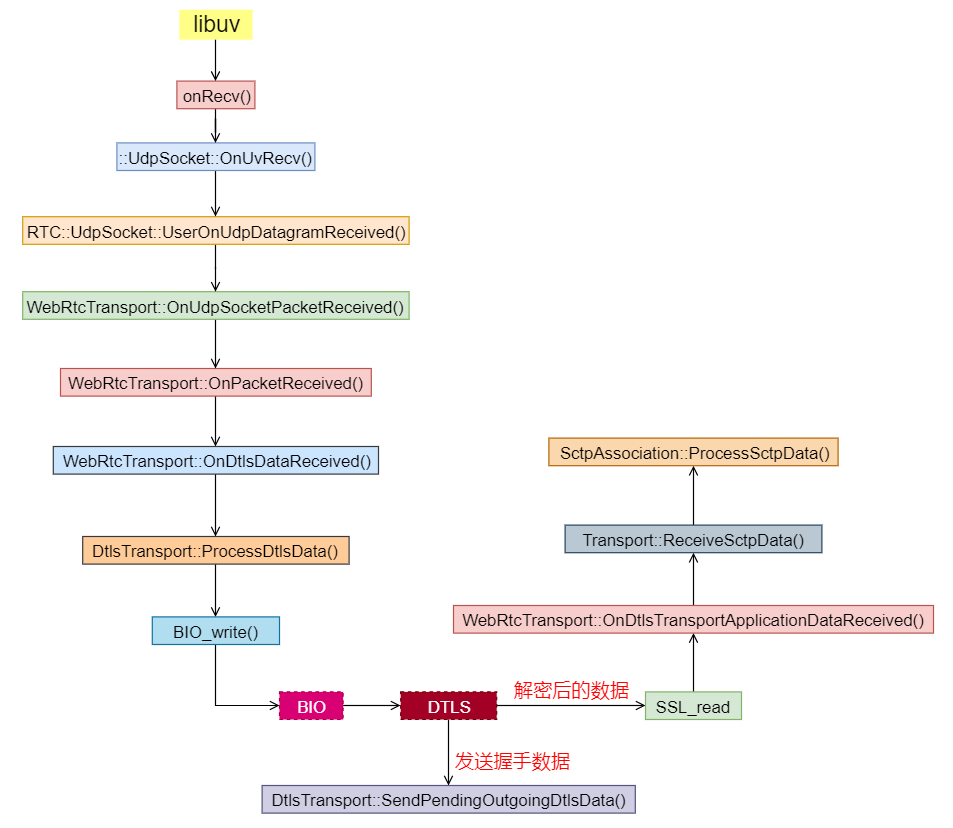 libuv
onRecv()
::UdpSocket::OnUvRecv()
RTC::UdpSocket::UserOnUdpDatagramReceived()
WebRtcTransport::OnUdpSocketPacketReceived()
WebRtcTransport::OnPacketReceived()
WebRtcTransport::OnDtlsDataReceived()
DtlsTransport::ProcessDtlsData()
BIO_write()
BIO
DTLS
解密后的数据
SSL_read
WebRtcTransport::OnDtlsTransportApplicationDataReceived()
Transport::ReceiveSctpData()
SctpAssociation::ProcessSctpData()
发送握手数据
DtlsTransport::SendPendingOutgoingDtlsData()